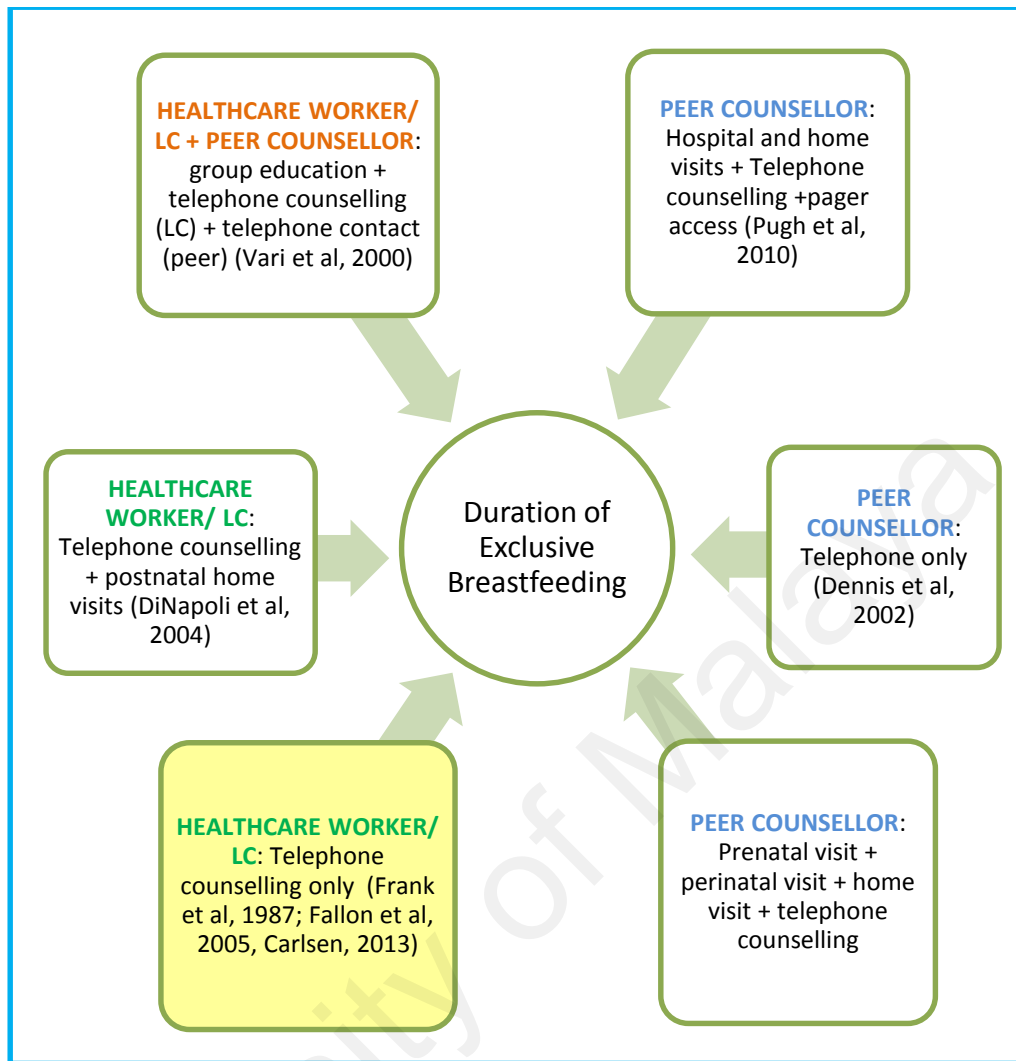 HEALTHCARE WORKER/
LC + PEER COUNSELLOR:
group education +
telephone counselling
(LC) + telephone contact
(peer) (Vari et al, 2000)
PEER COUNSELLOR:
Hospital and home
visits + Telephone
counselling +pager
access (Pugh et al,
2010)
HEALTHCARE
WORKER/ LC:
Telephone counselling
+ postnatal home
visits (DiNapoli et al,
2004)
Duration of
Exclusive
Breastfeeding
PEER
COUNSELLOR:
Telephone only
(Dennis et al,
2002)
HEALTHCARE WORKER/
LC: Telephone
counselling only (Frank
et al, 1987; Fallon et al,
2005, Carlsen, 2013)
PEER COUNSELLOR:
Prenatal visit +
perinatal visit + home
visit + telephone
counselling
ity of Malaya